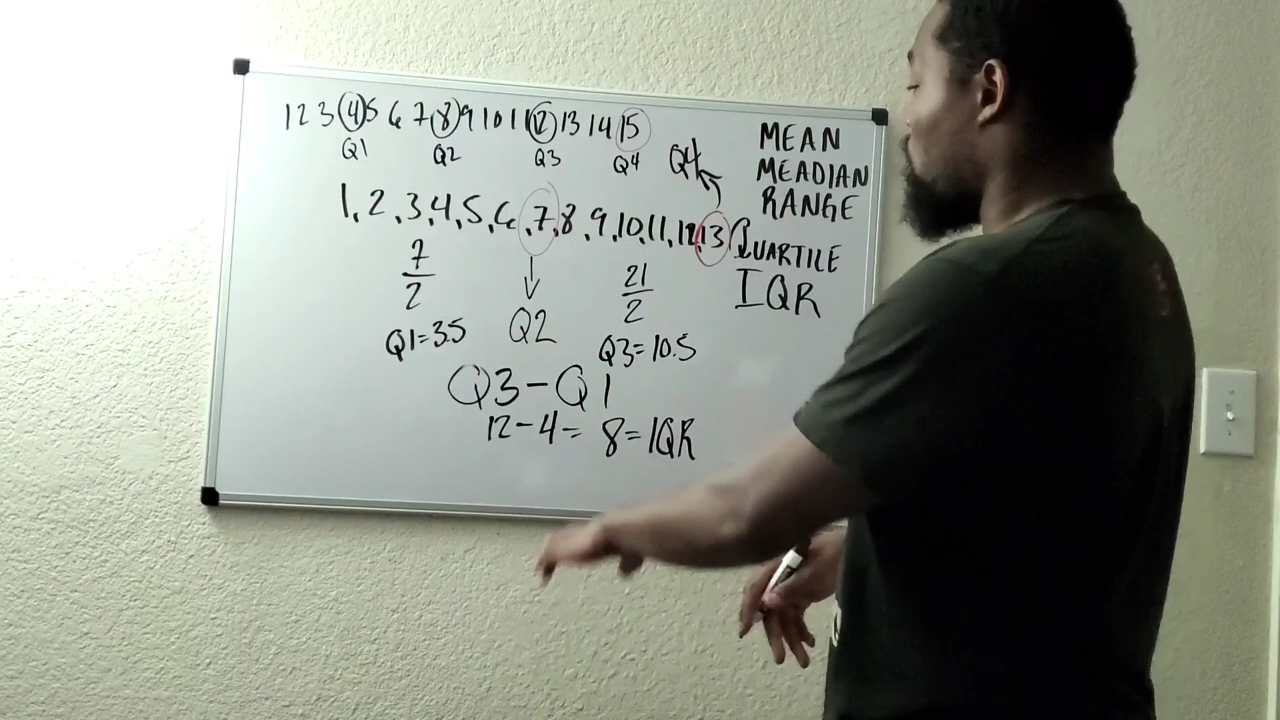 1 2 3 4 5 6 7 8 9 10 11 12 13 14 15
Q1 Q2 Q3 Q4
Q4
1, 2, 3, 4, 5, 6, 7, 8, 9, 10, 11, 12, 13
7
2
Q1=3.5
Q2
21
2
Q3=10.5
Q3-Q1
12-4= 8=IQR
MEAN
MEADIAN
RANGE
QUARTILE
IQR